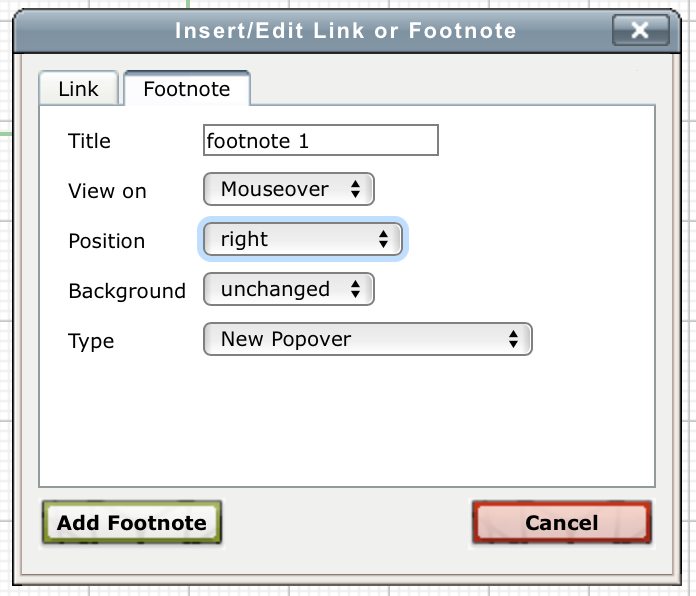 Insert/Edit Link or Footnote
Link Footnote
Title footnote 1
View on Mouseover
Position right
Background unchanged
Type New Popover
Add Footnote Cancel